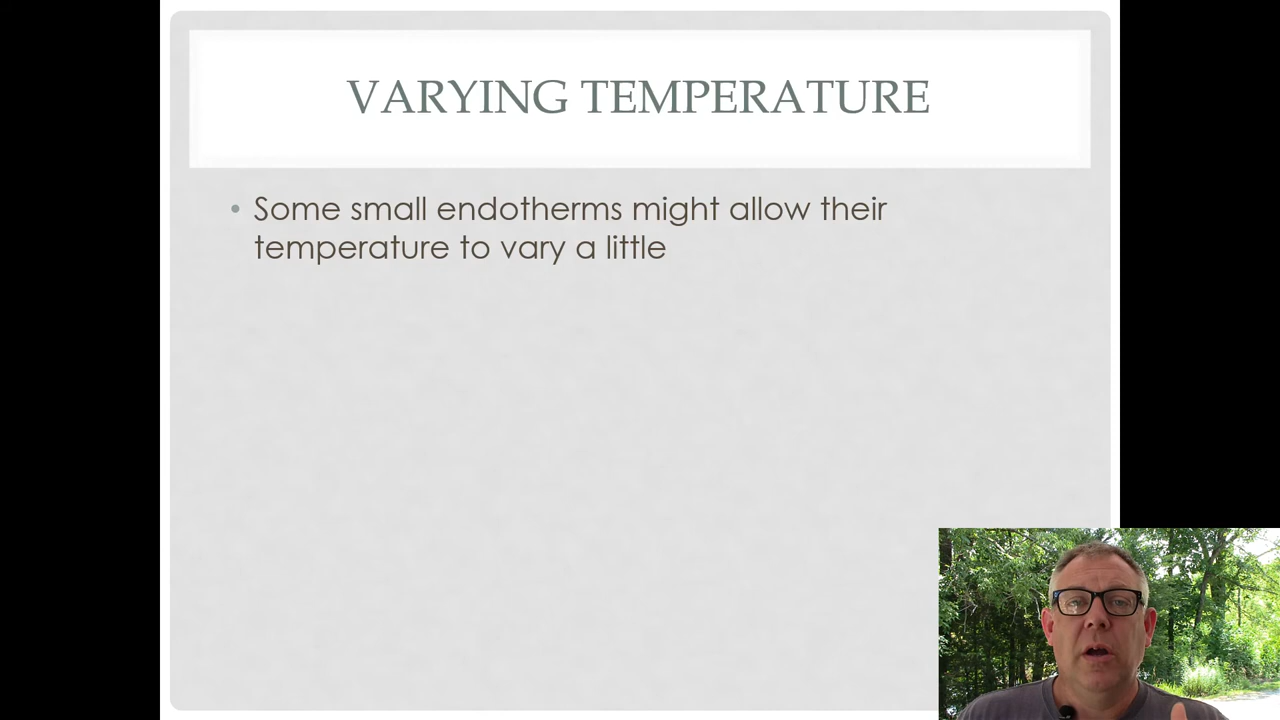 VARYING TEMPERATURE
• Some small endotherms might allow their
temperature to vary a little